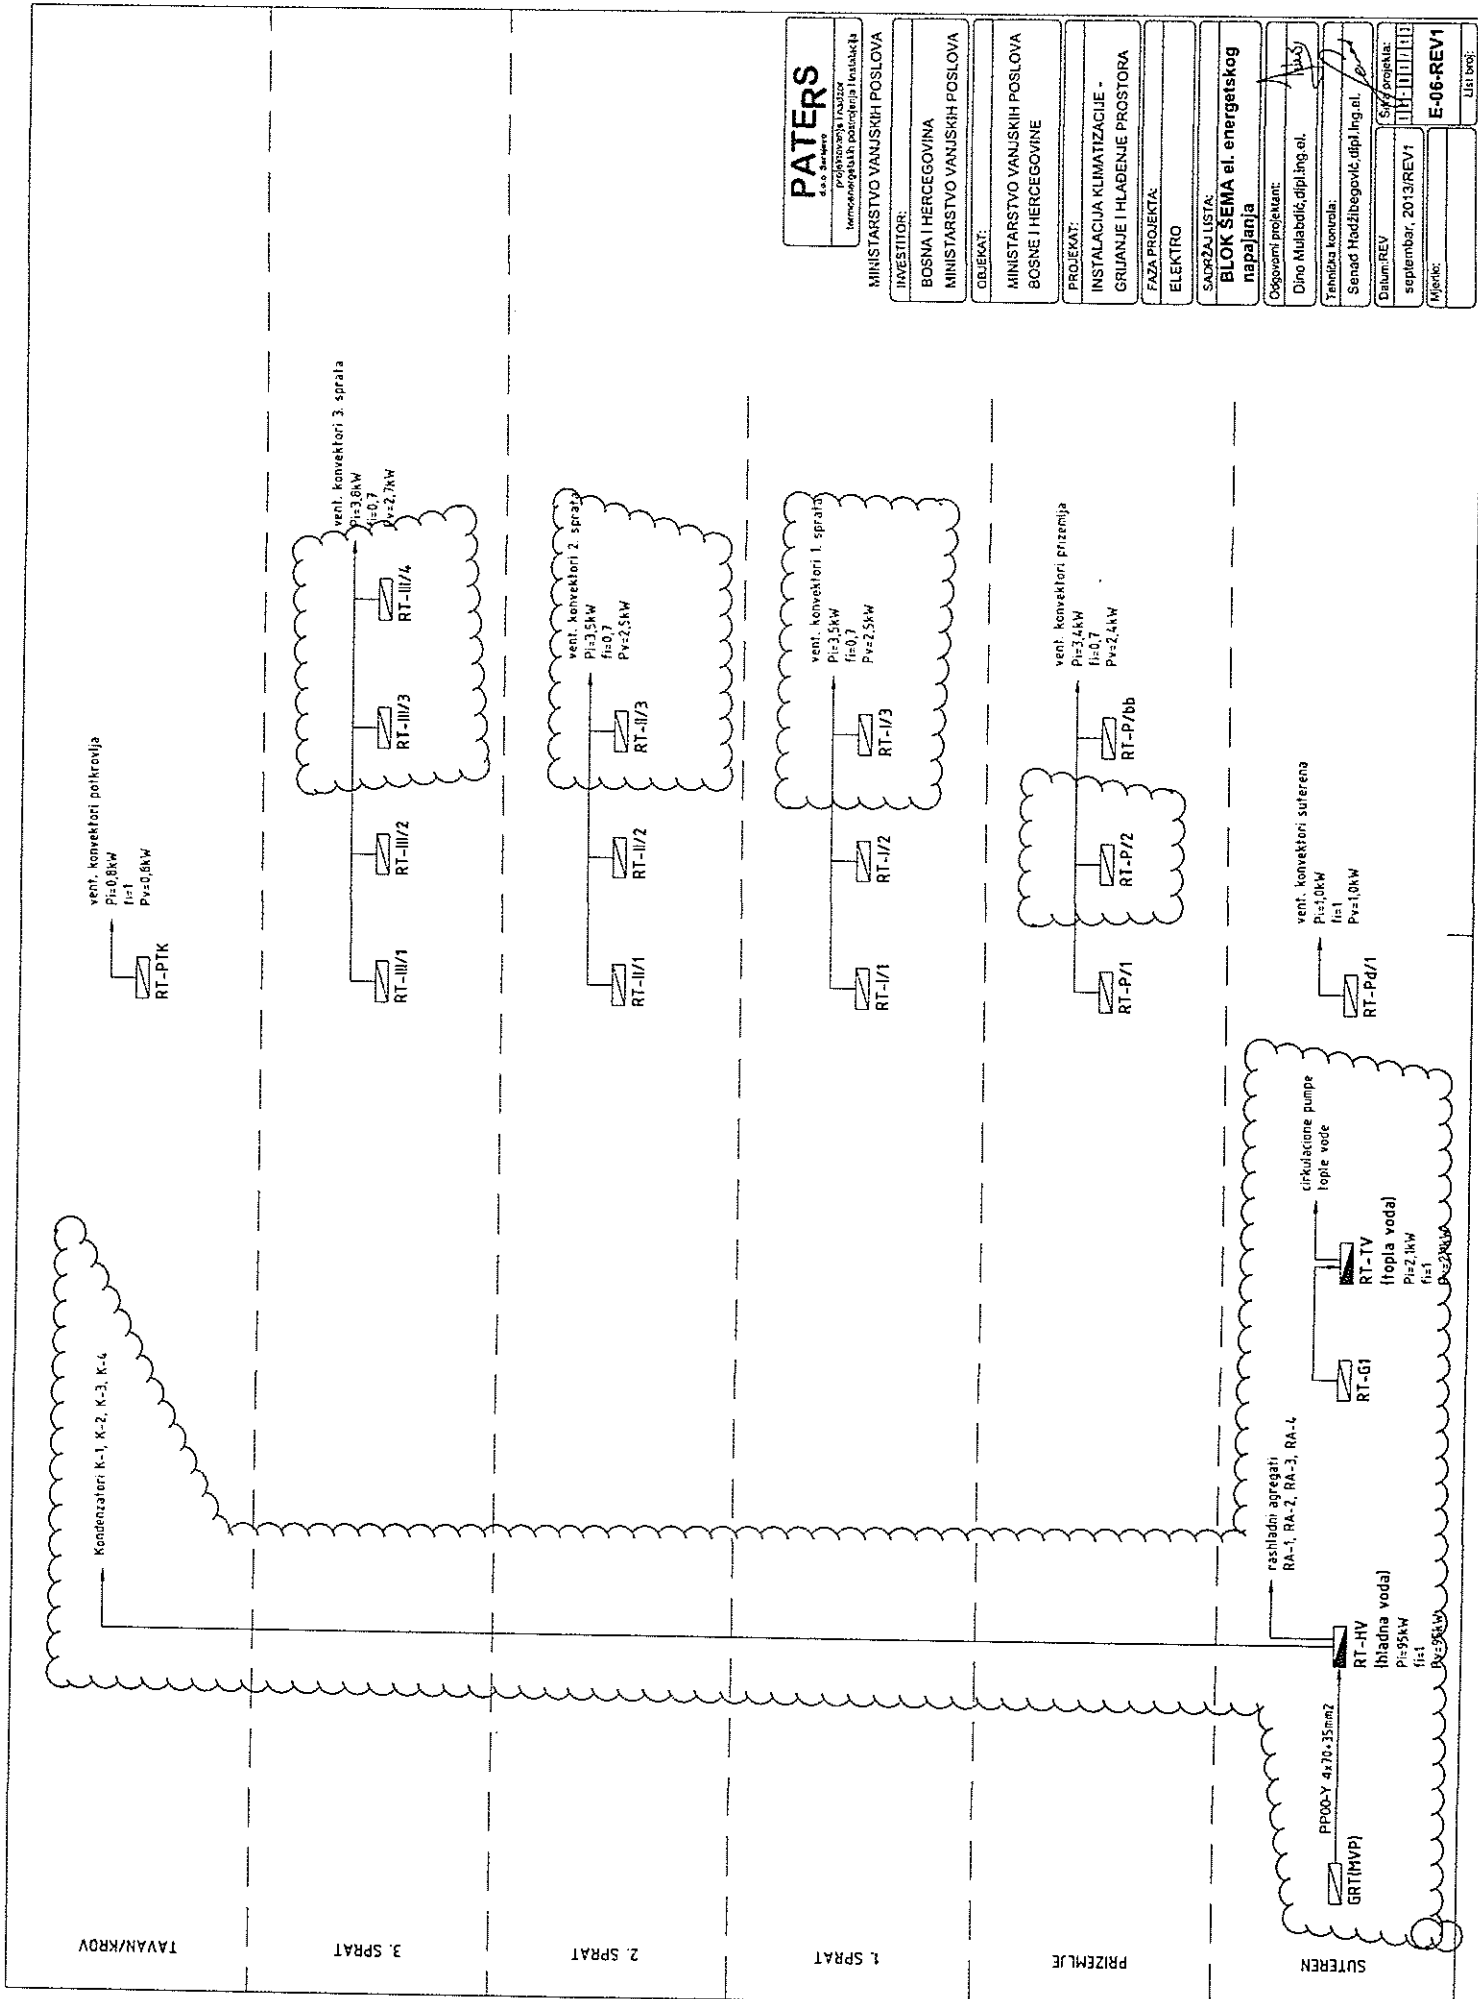 TAVAN/KROV
Kondenzatori K-1, K-2, K-3, K-4
RT-PTK
vent. konvektori potkrovlja
Pi=0,8kW
fi=1
Pv=0,8kW
3. SPRAT
RT-III/1
RT-III/2
RT-III/3
RT-III/4
vent. konvektori 3. sprata
Pi=3,8kW
fi=0,7
Pv=2,7kW
2. SPRAT
RT-II/1
RT-II/2
RT-II/3
vent. konvektori 2. sprata
Pi=3,5kW
fi=0,7
Pv=2,5kW
1. SPRAT
RT-I/1
RT-I/2
RT-I/3
vent. konvektori 1. sprata
Pi=3,5kW
fi=0,7
Pv=2,5kW
PRIZEMLJE
RT-P/1
RT-P/2
RT-P/bb
vent. konvektori prizemlja
Pi=3,4kW
fi=0,7
Pv=2,4kW
SUTEREN
GRT(MVP)
PP00-Y 4x70+35mm2
RT-HV
(hladna voda)
Pi=95kW
fi=1
Pv=95kW
rashladni agregati
RA-1, RA-2, RA-3, RA-4
RT-G1
RT-TV
(topla voda)
Pi=2,1kW
fi=1
cirkulacione pumpe
tople vode
RT-Pd/1
vent. konvektori suterena
Pi=1,0kW
fi=1
Pv=1,0kW
PATERS
d.o.o. Sarajevo
projektovanje i nadzor
termoenergetskih postrojenja i instalacija
MINISTARSTVO VANJSKIH POSLOVA
INVESTITOR:
BOSNA I HERCEGOVINA
MINISTARSTVO VANJSKIH POSLOVA
OBJEKAT:
MINISTARSTVO VANJSKIH POSLOVA
BOSNE I HERCEGOVINE
PROJEKAT:
INSTALACIJA KLIMATIZACIJE -
GRIJANJE I HLAĐENJE PROSTORA
FAZA PROJEKTA:
ELEKTRO
SADRŽAJ LISTA:
BLOK ŠEMA el. energetskog
napajanja
Odgovorni projektant:
Dino Mulabdić,dipl.ing.el.
Tehnička kontrola:
Senad Hadžibegović,dipl.ing.el.
Datum:REV
septembar, 2013/REV1
Šifra projekta:
Mjerilo:
E-06-REV1
List broj: